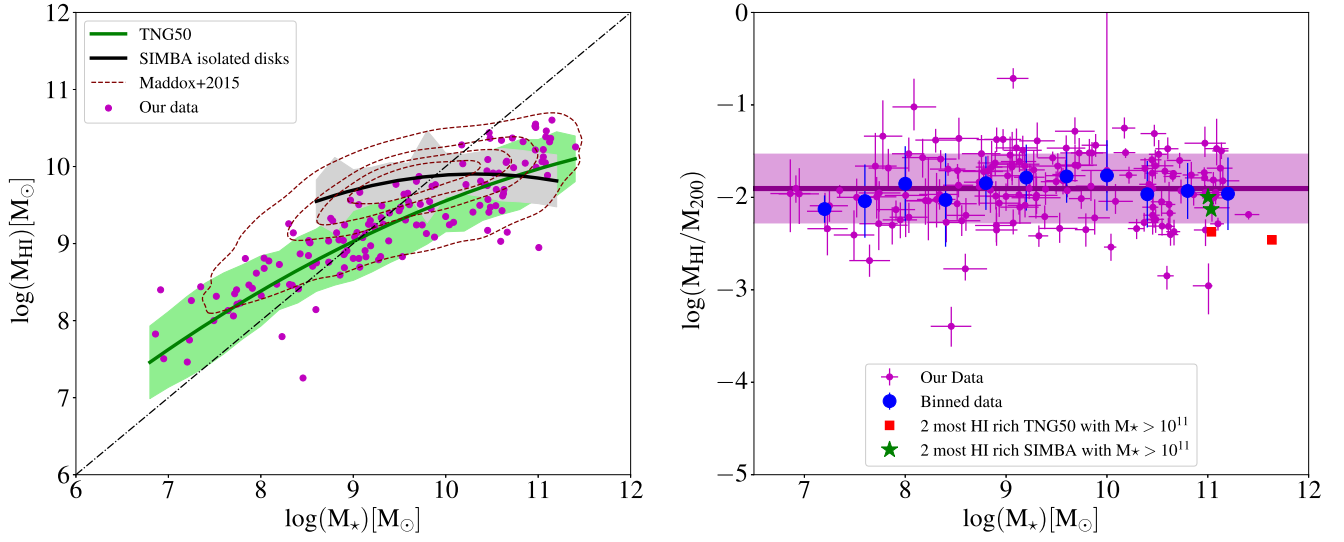 12
11
10
9
8
7
6
log(M_HI)[M_⊙]
TNG50
SIMBA isolated disks
Maddox+2015
Our data
6 7 8 9 10 11 12
log(M_⋆)[M_⊙]
0
−1
−2
−3
−4
−5
log(M_HI/M_200)
Our Data
Binned data
2 most HI rich TNG50 with M⋆ > 10^11
2 most HI rich SIMBA with M⋆ > 10^11
7 8 9 10 11 12
log(M_⋆)[M_⊙]